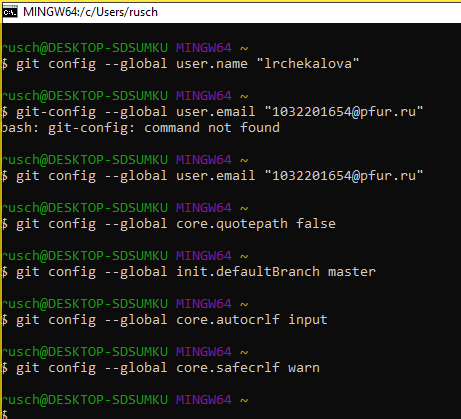 MINGW64:/c/Users/rusch
rusch@DESKTOP-SDSUMKU MINGW64 ~
$ git config --global user.name "lrchekalova"
rusch@DESKTOP-SDSUMKU MINGW64 ~
$ git-config --global user.email "1032201654@pfur.ru"
bash: git-config: command not found
rusch@DESKTOP-SDSUMKU MINGW64 ~
$ git config --global user.email "1032201654@pfur.ru"
rusch@DESKTOP-SDSUMKU MINGW64 ~
$ git config --global core.quotepath false
rusch@DESKTOP-SDSUMKU MINGW64 ~
$ git config --global init.defaultBranch master
rusch@DESKTOP-SDSUMKU MINGW64 ~
$ git config --global core.autocrlf input
rusch@DESKTOP-SDSUMKU MINGW64 ~
$ git config --global core.safecrlf warn
rusch@DESKTOP-SDSUMKU MINGW64 ~
$